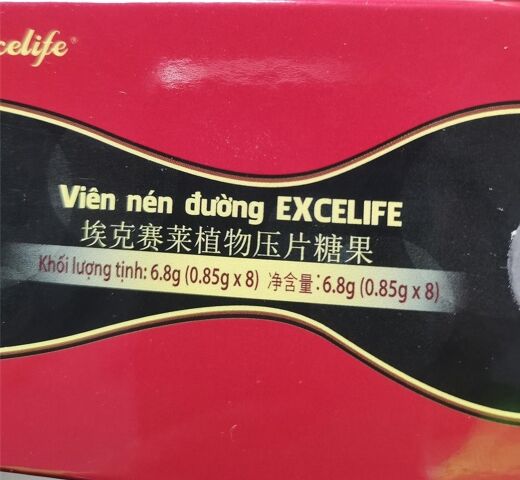 celife®
Viên nén đường EXCELIFE
埃克赛莱植物压片糖果
Khối lượng tịnh: 6.8g (0.85g x 8) 净含量:6.8g (0.85g x 8)